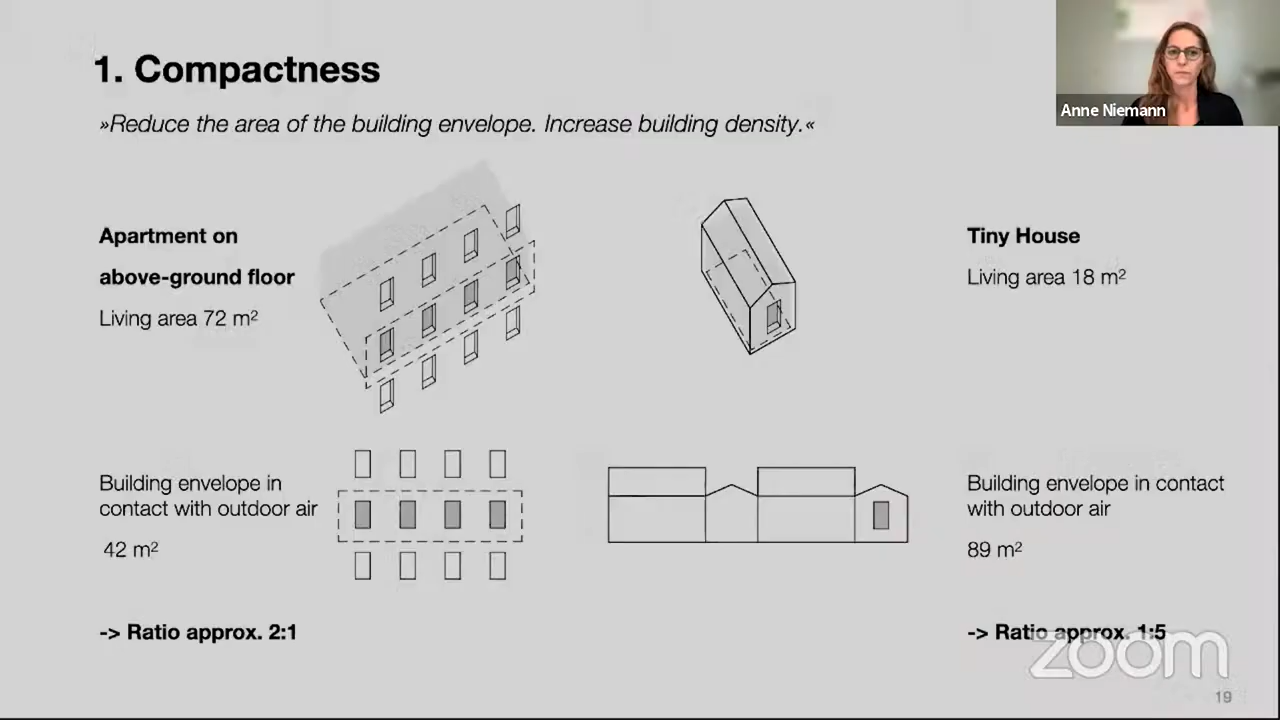 1. Compactness
Anne Niemann
»Reduce the area of the building envelope. Increase building density.«
Apartment on
above-ground floor
Living area 72 m²
Tiny House
Living area 18 m²
Building envelope in
contact with outdoor air
42 m²
Building envelope in contact
with outdoor air
89 m²
-> Ratio approx. 2:1
-> Ratio approx. 1:5
zoom
19